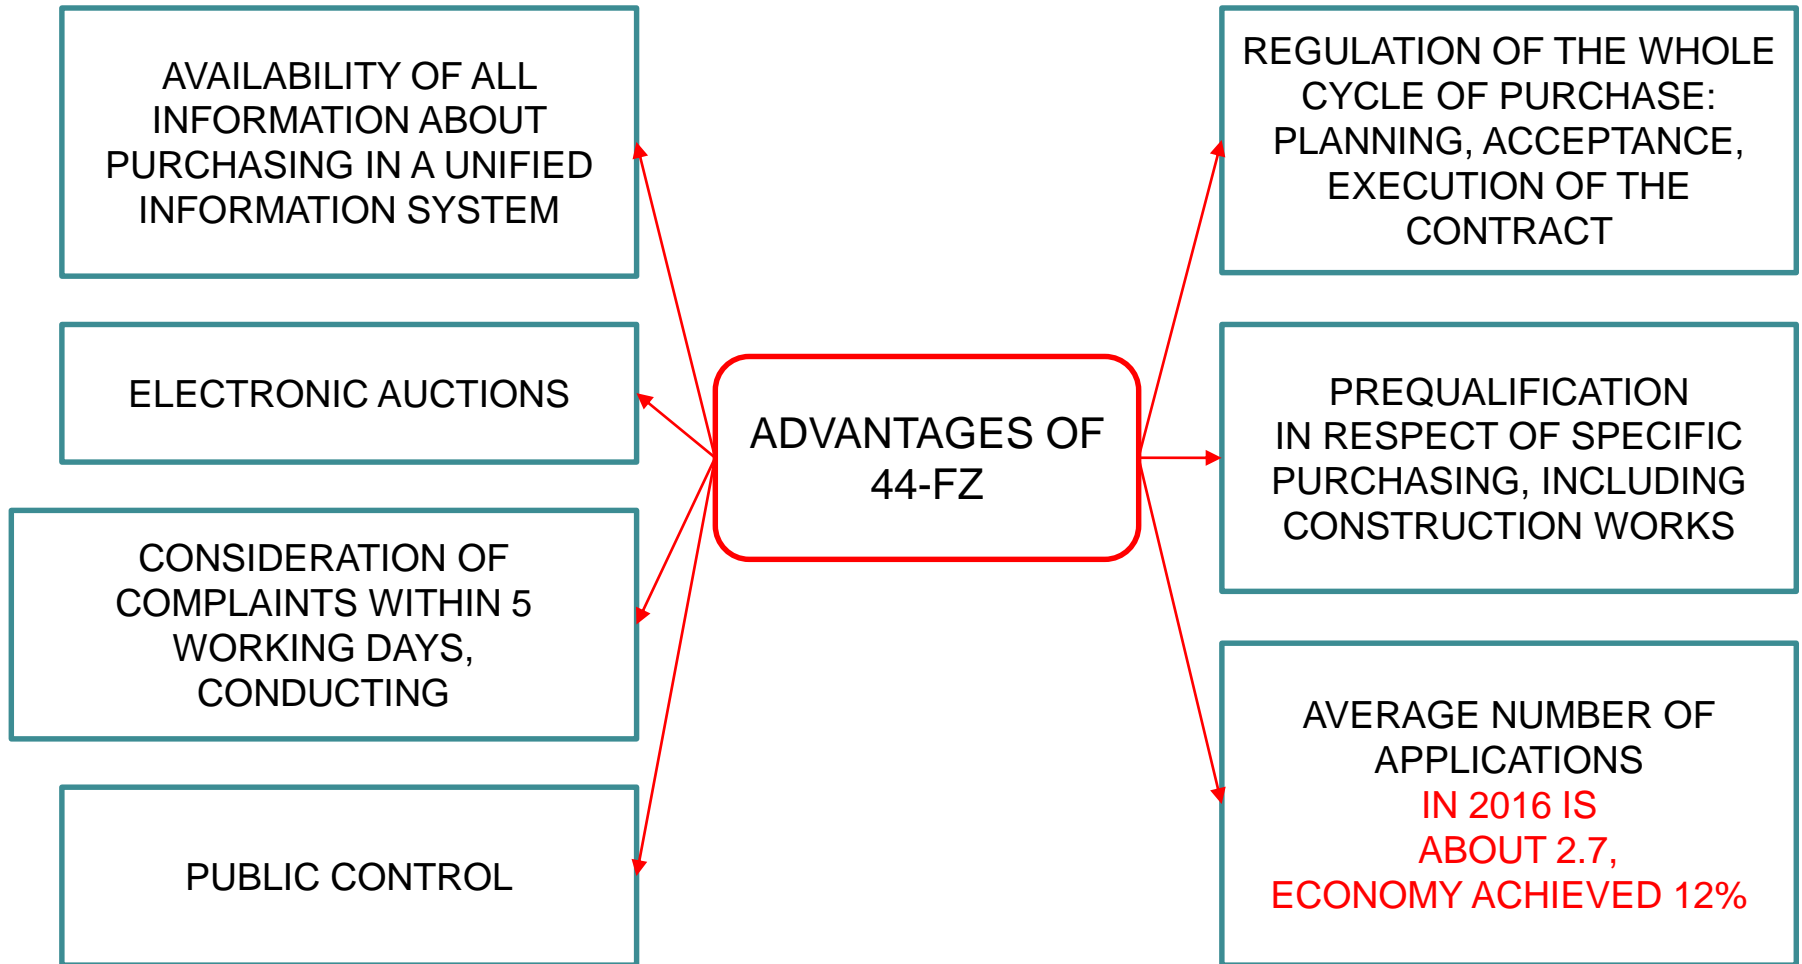 AVAILABILITY OF ALL
INFORMATION ABOUT
PURCHASING IN A UNIFIED
INFORMATION SYSTEM
ELECTRONIC AUCTIONS
CONSIDERATION OF
COMPLAINTS WITHIN 5
WORKING DAYS,
CONDUCTING
PUBLIC CONTROL
ADVANTAGES OF
44-FZ
REGULATION OF THE WHOLE
CYCLE OF PURCHASE:
PLANNING, ACCEPTANCE,
EXECUTION OF THE
CONTRACT
PREQUALIFICATION
IN RESPECT OF SPECIFIC
PURCHASING, INCLUDING
CONSTRUCTION WORKS
AVERAGE NUMBER OF
APPLICATIONS
IN 2016 IS
ABOUT 2.7,
ECONOMY ACHIEVED 12%